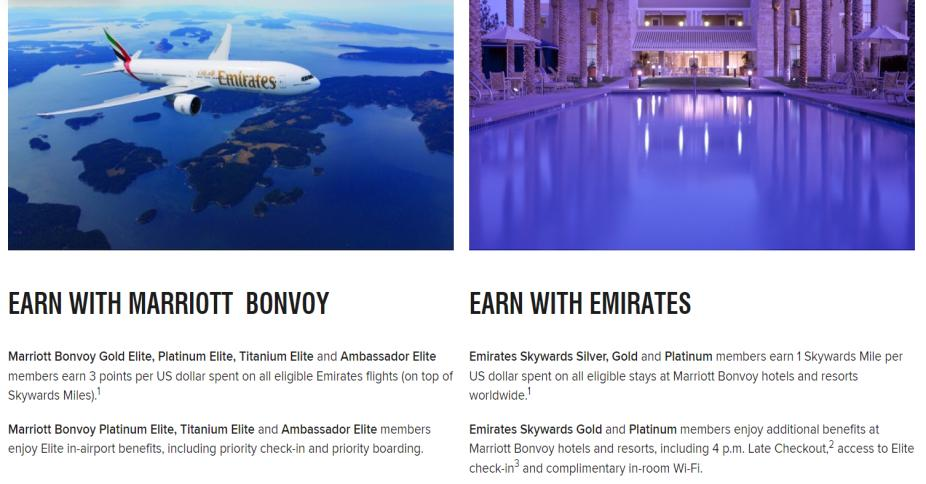 Emirates
EARN WITH MARRIOTT BONVOY
Marriott Bonvoy Gold Elite, Platinum Elite, Titanium Elite and Ambassador Elite
members earn 3 points per US dollar spent on all eligible Emirates flights (on top of
Skywards Miles).1
Marriott Bonvoy Platinum Elite, Titanium Elite and Ambassador Elite members
enjoy Elite in-airport benefits, including priority check-in and priority boarding.
EARN WITH EMIRATES
Emirates Skywards Silver, Gold and Platinum members earn 1 Skywards Mile per
US dollar spent on all eligible stays at Marriott Bonvoy hotels and resorts
worldwide.1
Emirates Skywards Gold and Platinum members enjoy additional benefits at
Marriott Bonvoy hotels and resorts, including 4 p.m. Late Checkout,2 access to Elite
check-in3 and complimentary in-room Wi-Fi.